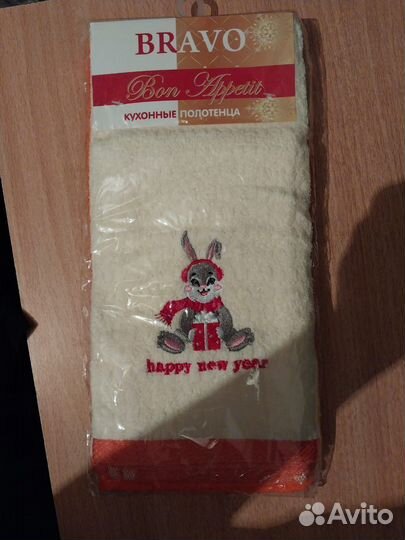 BRAVO
Bon Appetit
КУХОННЫЕ ПОЛОТЕНЦА
happy new year
Avito